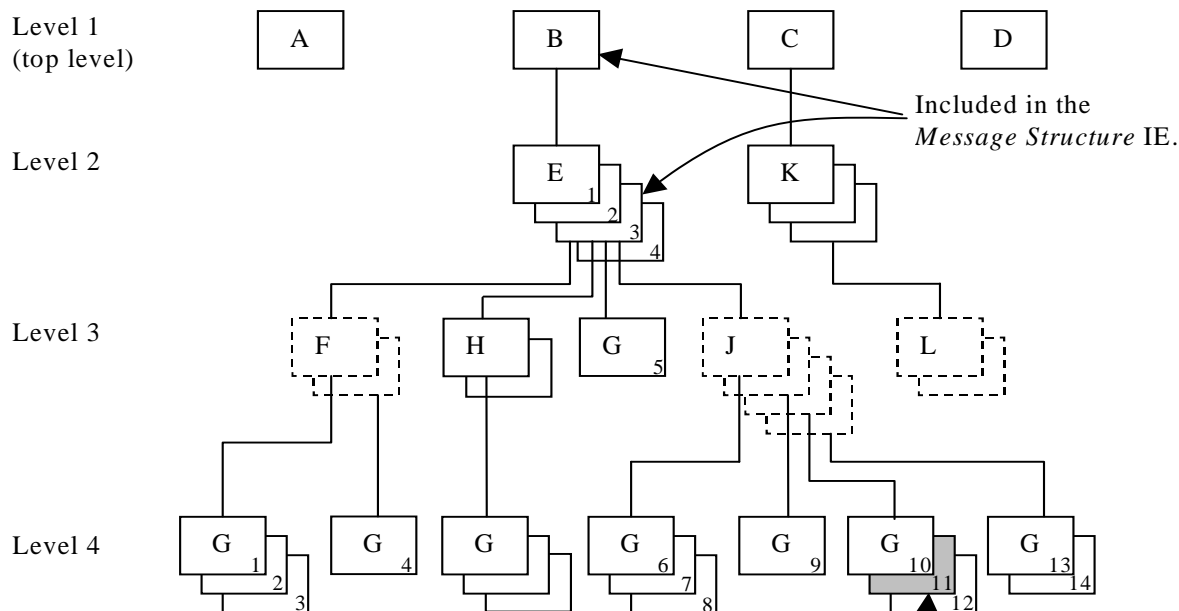 Level 1
(top level)
A
B
C
D
Included in the
Message Structure IE.
Level 2
E
1
2
3
4
K
Level 3
F
H
G
5
J
L
Level 4
G
1
2
3
G
4
G
G
6
7
8
G
9
G
10
11
12
G
13
14